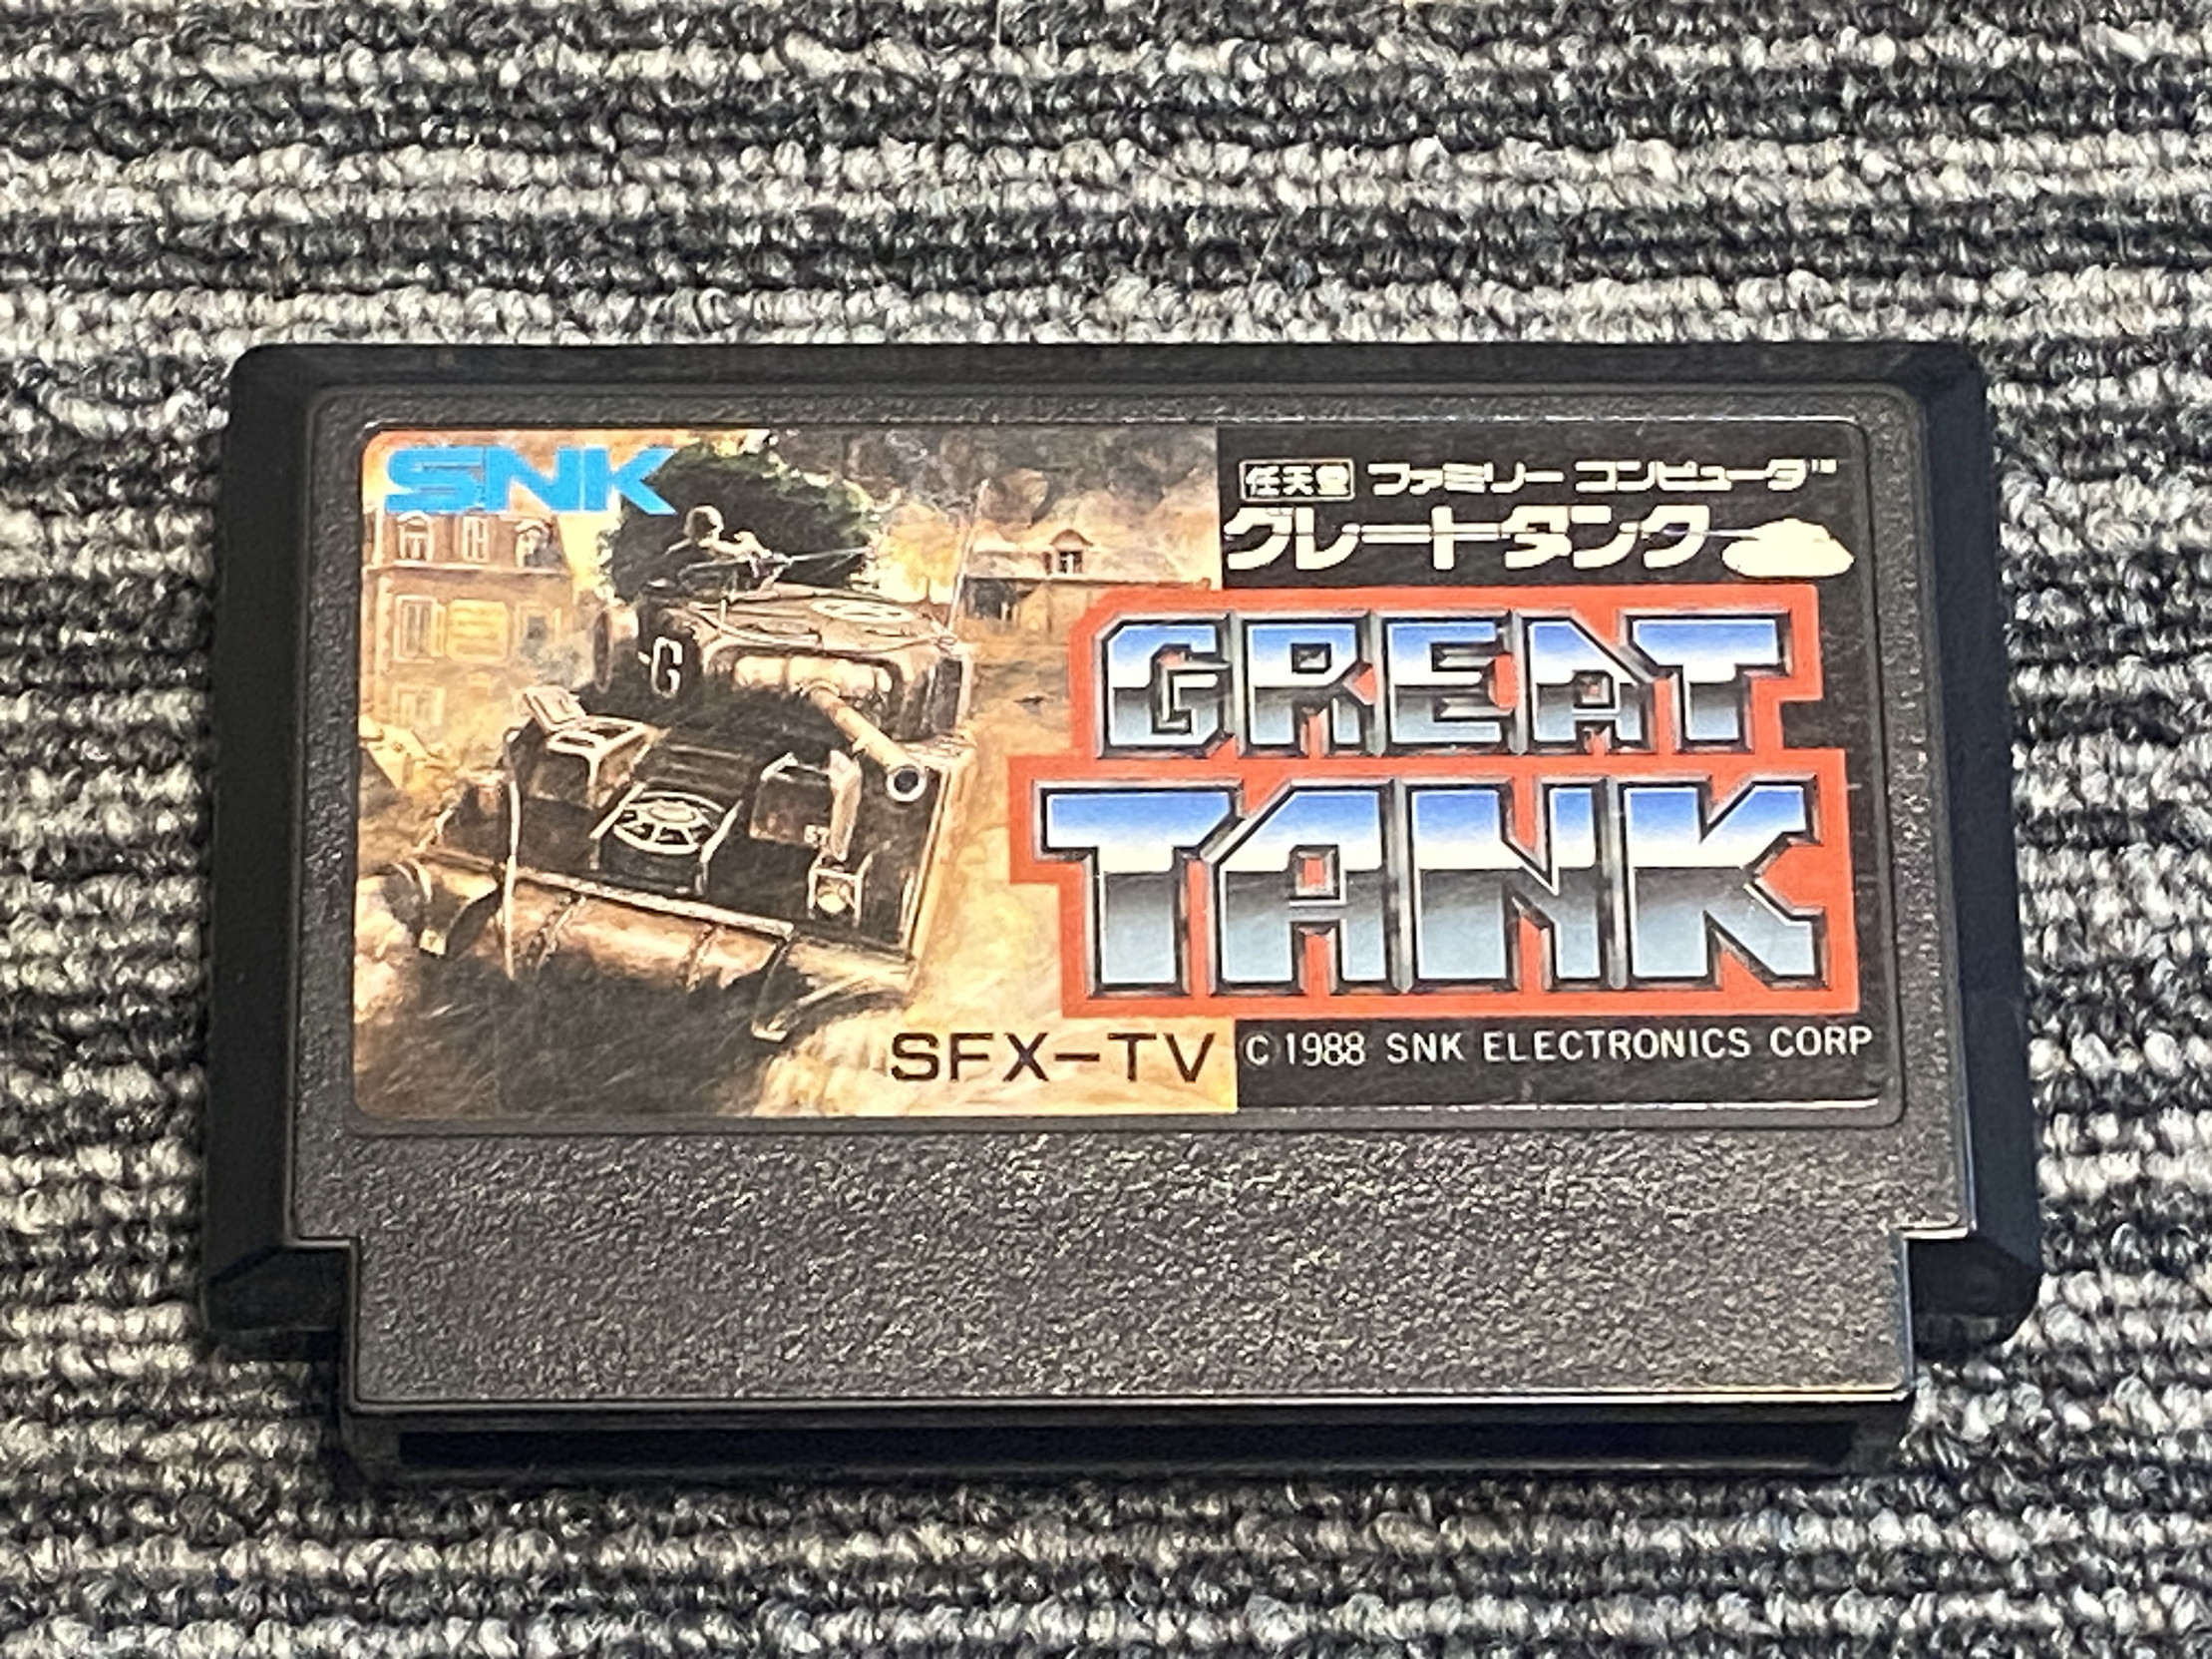 SNK
任天堂 ファミリー コンピュータ™
グレートタンク
G
GREAT
TANK
SFX-TV
© 1988 SNK ELECTRONICS CORP